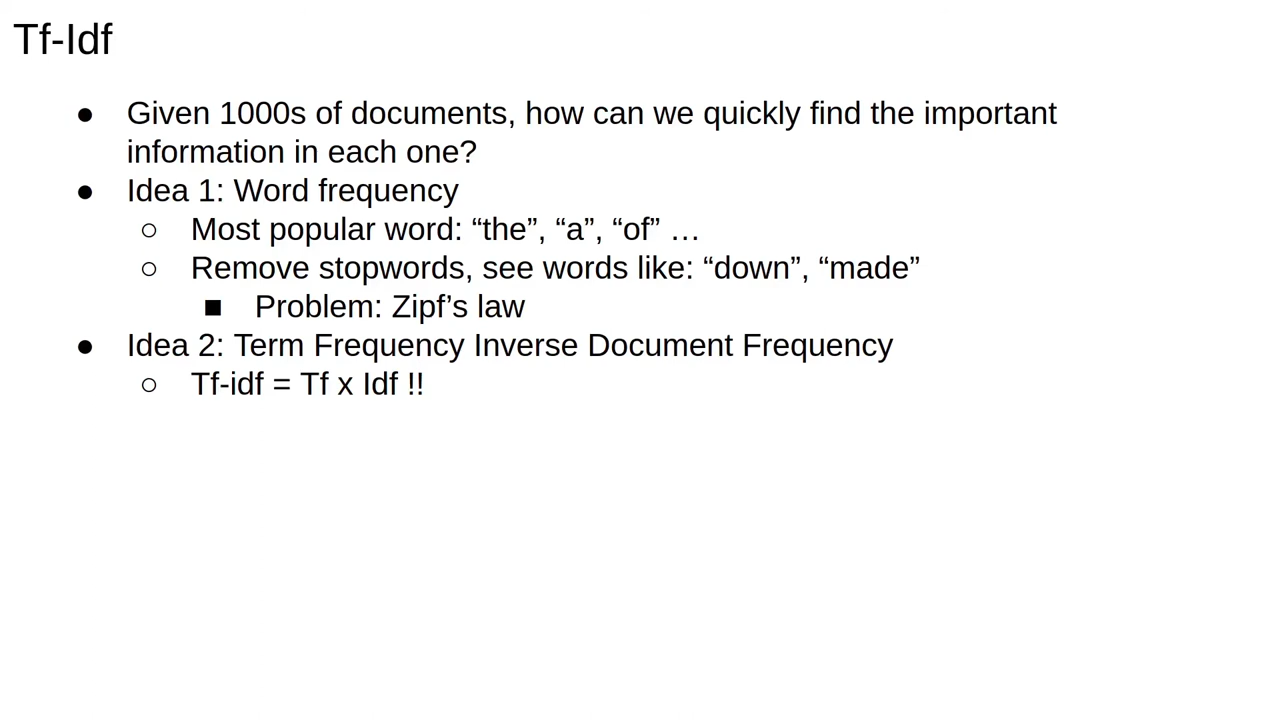 Tf-Idf
● Given 1000s of documents, how can we quickly find the important
information in each one?
● Idea 1: Word frequency
○ Most popular word: “the”, “a”, “of” …
○ Remove stopwords, see words like: “down”, “made”
■ Problem: Zipf’s law
● Idea 2: Term Frequency Inverse Document Frequency
○ Tf-idf = Tf x Idf !!